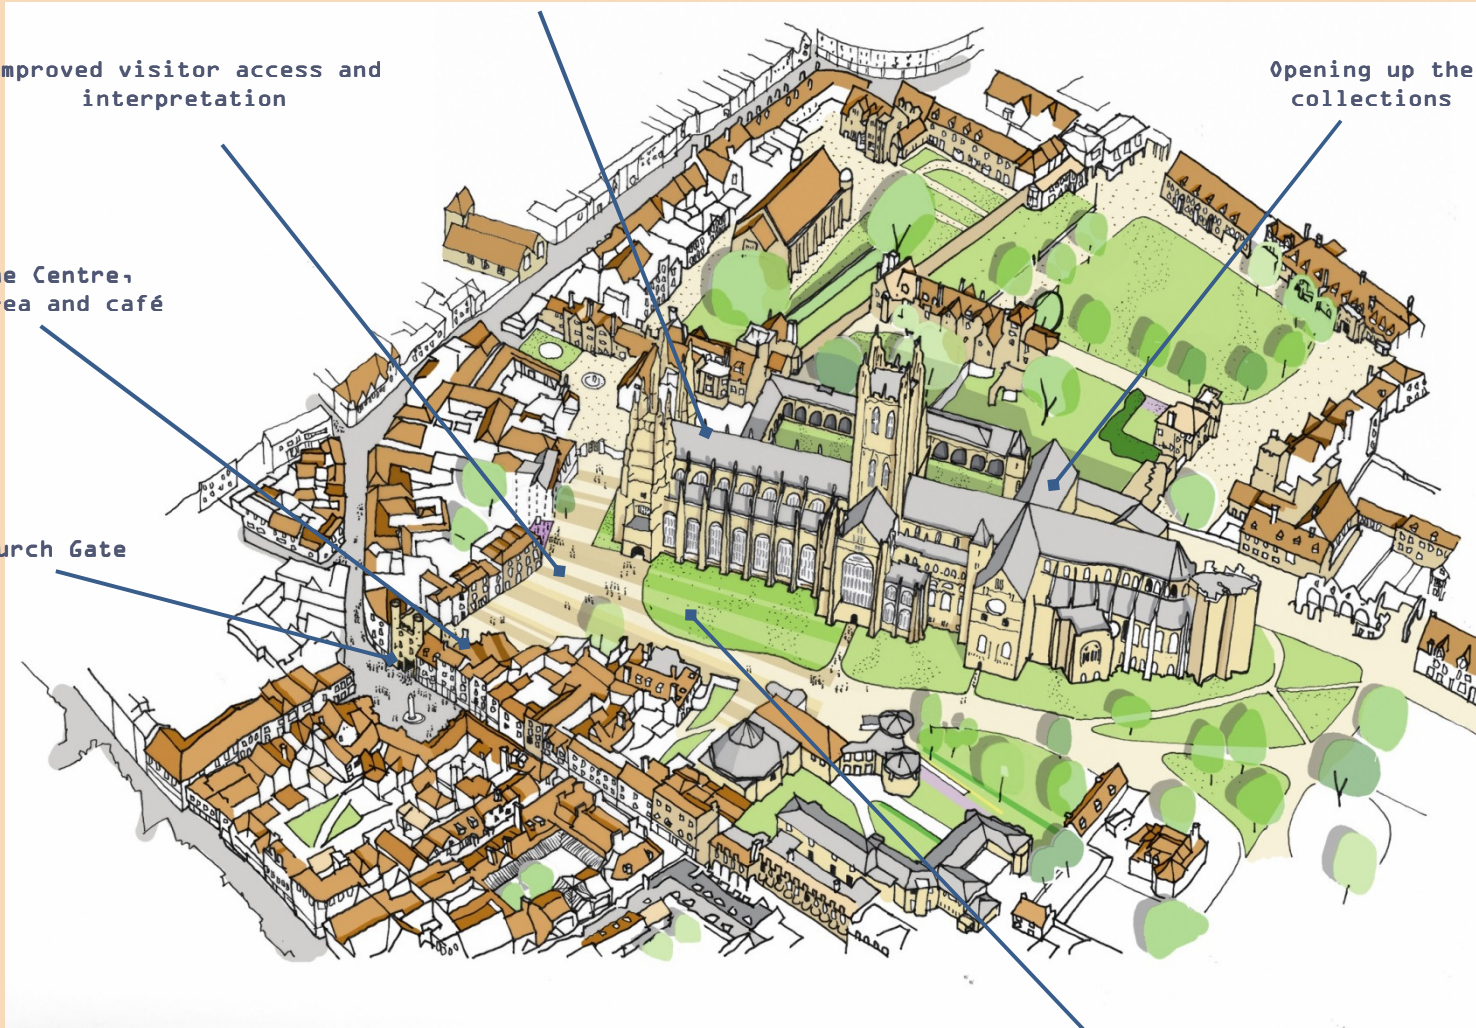 mproved visitor access and
interpretation
Opening up the
collections
e Centre,
ea and café
urch Gate